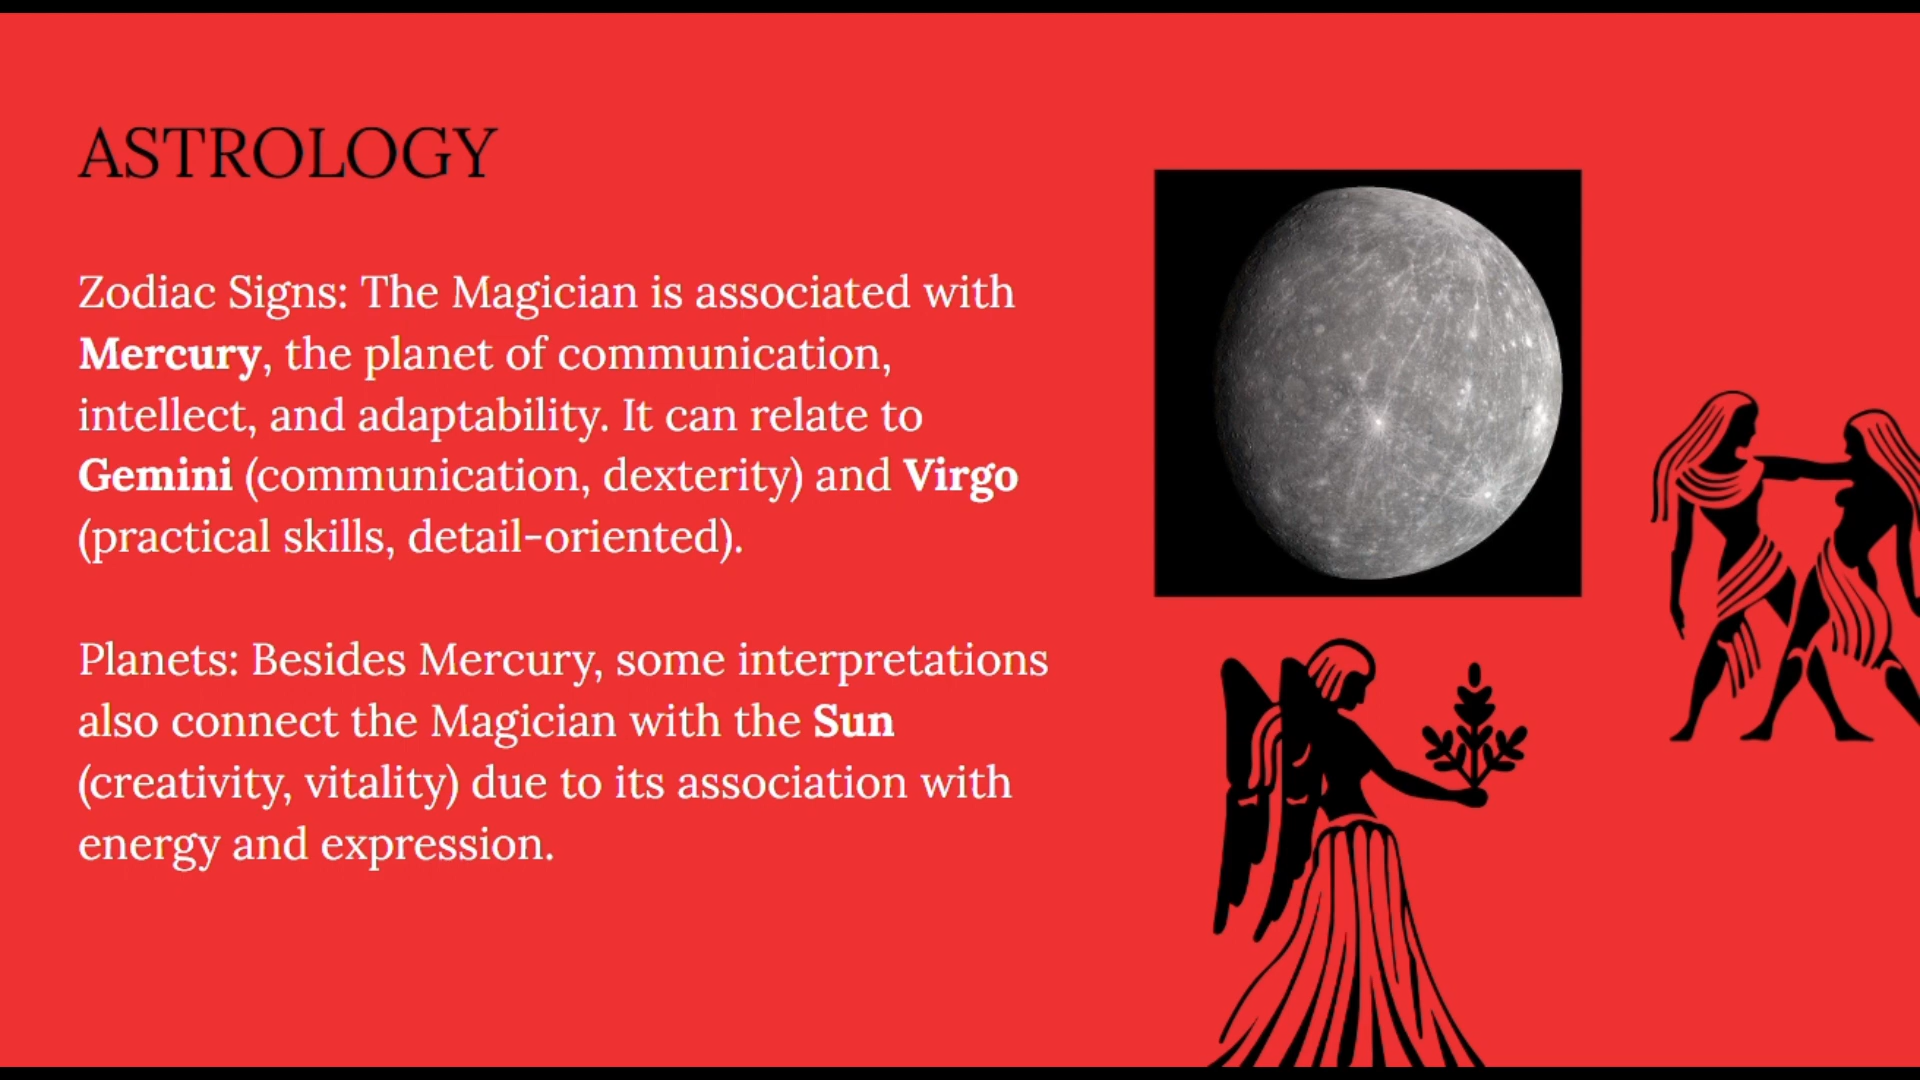 ASTROLOGY
Zodiac Signs: The Magician is associated with
Mercury, the planet of communication,
intellect, and adaptability. It can relate to
Gemini (communication, dexterity) and Virgo
(practical skills, detail-oriented).
Planets: Besides Mercury, some interpretations
also connect the Magician with the Sun
(creativity, vitality) due to its association with
energy and expression.